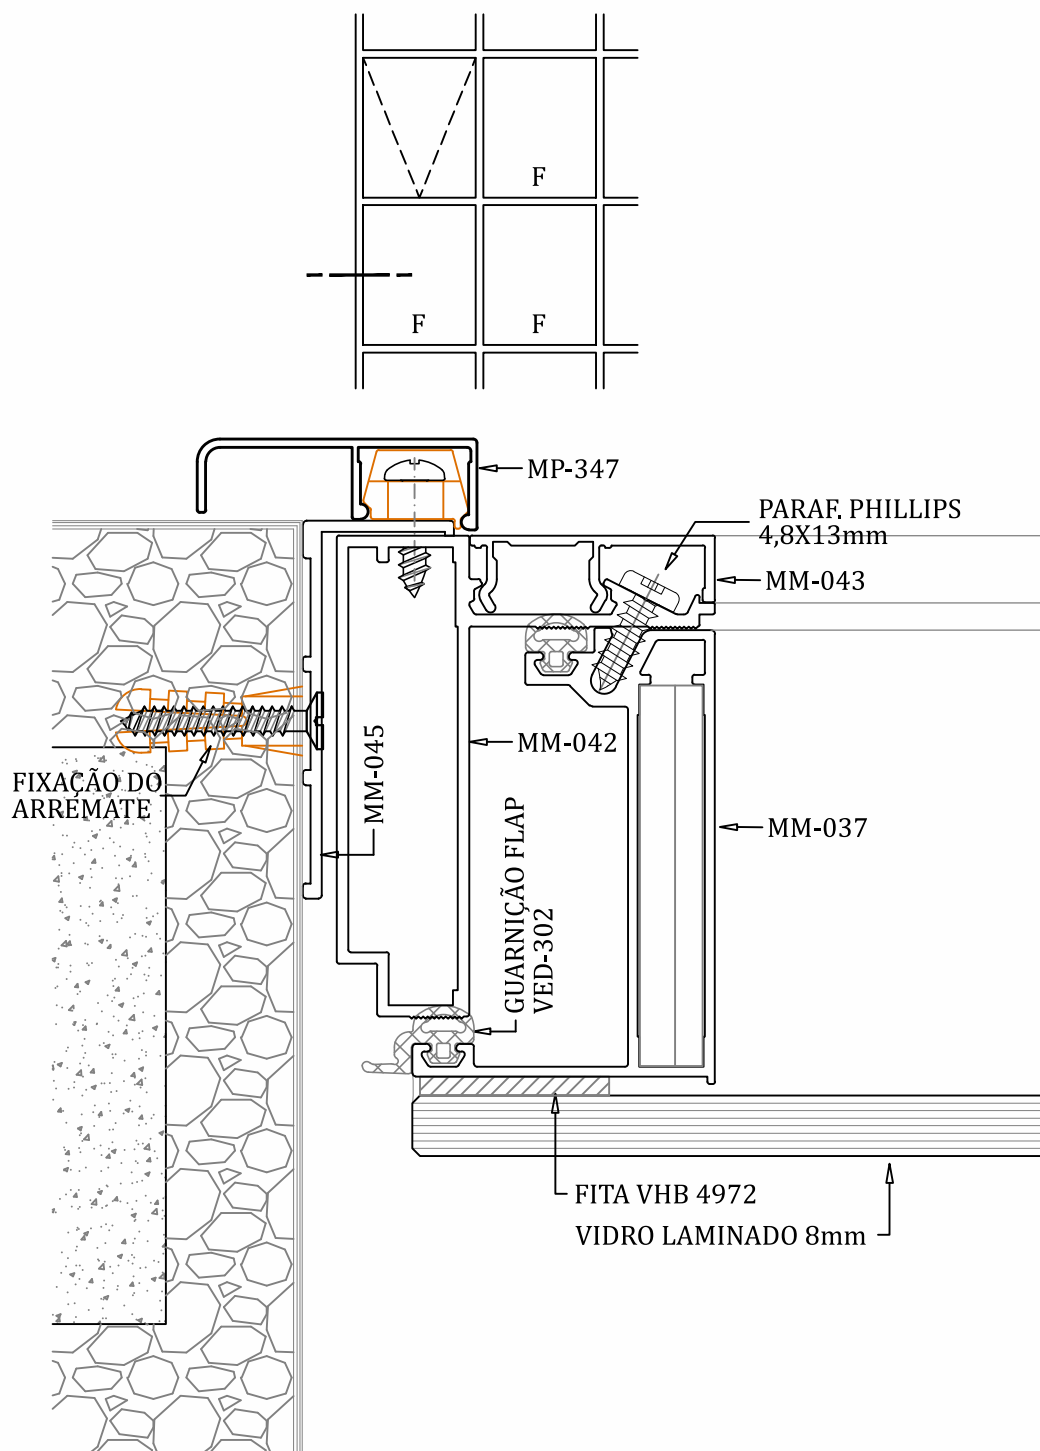 F
F
F
MP-347
PARAF. PHILLIPS
4,8X13mm
MM-043
MM-042
MM-045
FIXAÇÃO DO
ARREMATE
MM-037
GUARNIÇÃO FLAP
VED-302
FITA VHB 4972
VIDRO LAMINADO 8mm